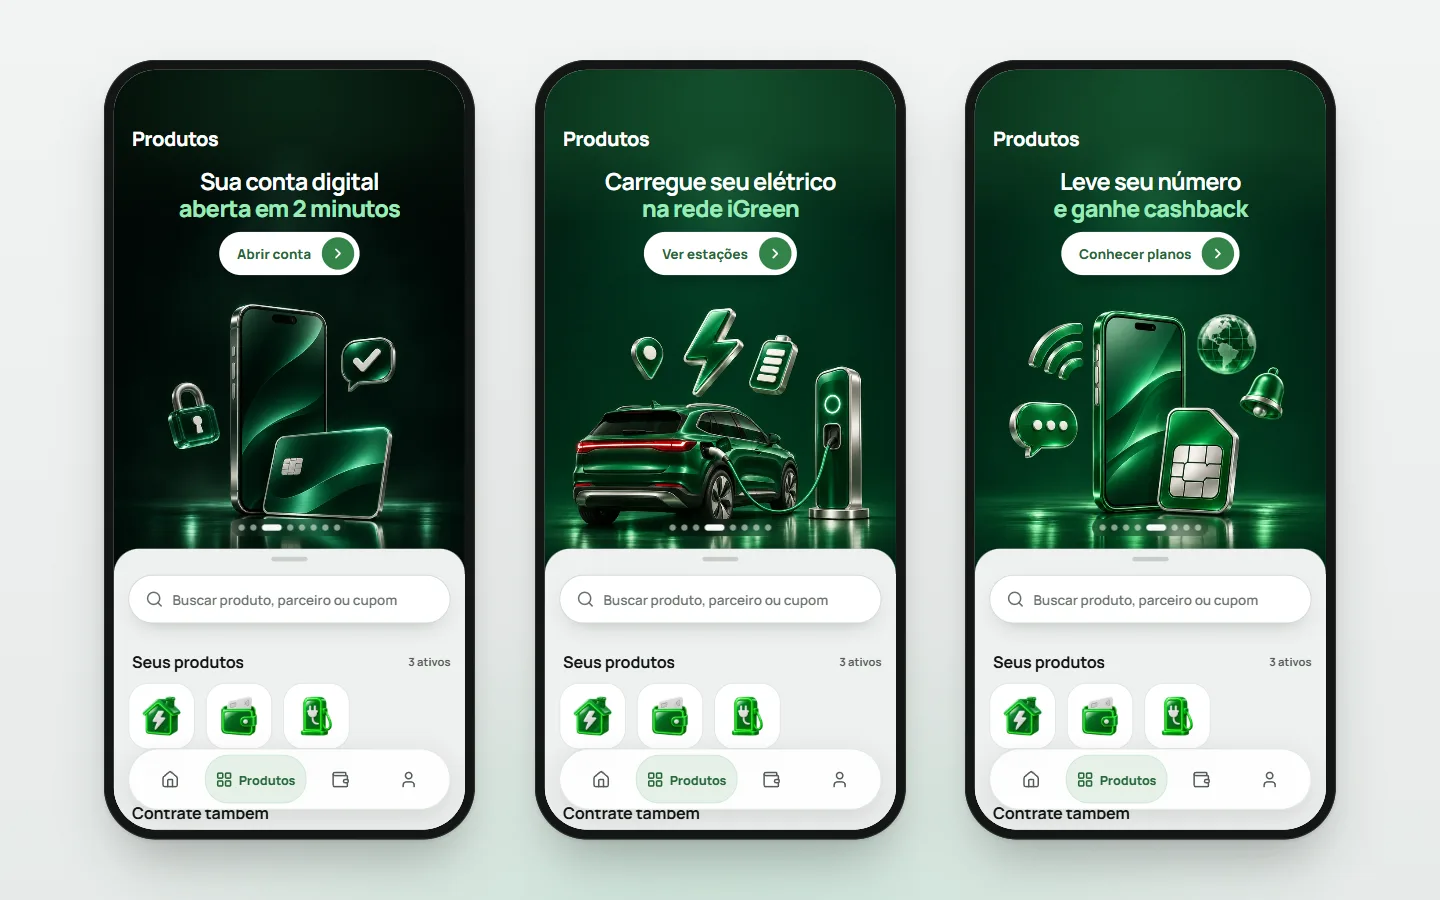 Produtos
Sua conta digital
aberta em 2 minutos
Abrir conta
Buscar produto, parceiro ou cupom
Seus produtos
3 ativos
Produtos
Contrate também
Produtos
Carregue seu elétrico
na rede iGreen
Ver estações
Buscar produto, parceiro ou cupom
Seus produtos
3 ativos
Produtos
Contrate também
Produtos
Leve seu número
e ganhe cashback
Conhecer planos
Buscar produto, parceiro ou cupom
Seus produtos
3 ativos
Produtos
Contrate também